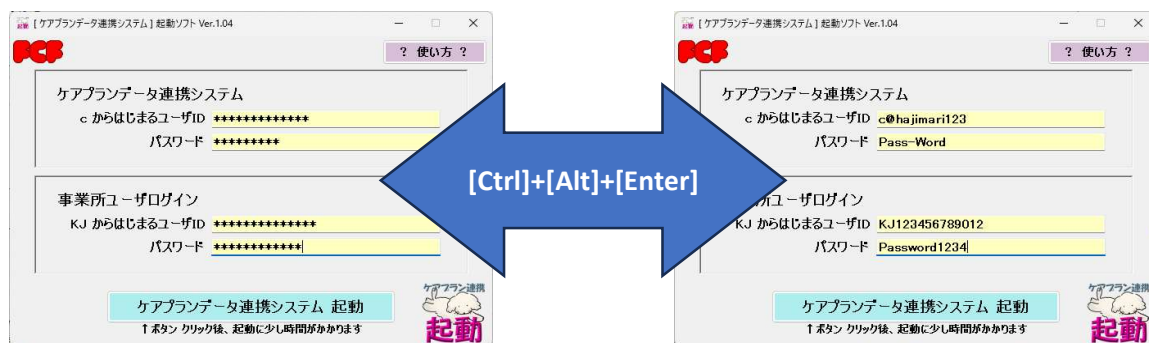 [ケアプランデータ連携システム] 起動ソフト Ver.1.04
FCF
? 使い方 ?
ケアプランデータ連携システム
c からはじまるユーザID *************
パスワード *********
事業所ユーザログイン
KJ からはじまるユーザID **************
パスワード ************
ケアプランデータ連携システム 起動
↑ボタン クリック後、起動に少し時間がかかります
ケアプラン連携
起動
[Ctrl]+[Alt]+[Enter]
[ケアプランデータ連携システム] 起動ソフト Ver.1.04
FCF
? 使い方 ?
ケアプランデータ連携システム
c からはじまるユーザID c@hajimari123
パスワード Pass-Word
所ユーザログイン
KJ からはじまるユーザID KJ123456789012
パスワード Password1234
ケアプランデータ連携システム 起動
↑ボタン クリック後、起動に少し時間がかかります
ケアプラン連携
起動